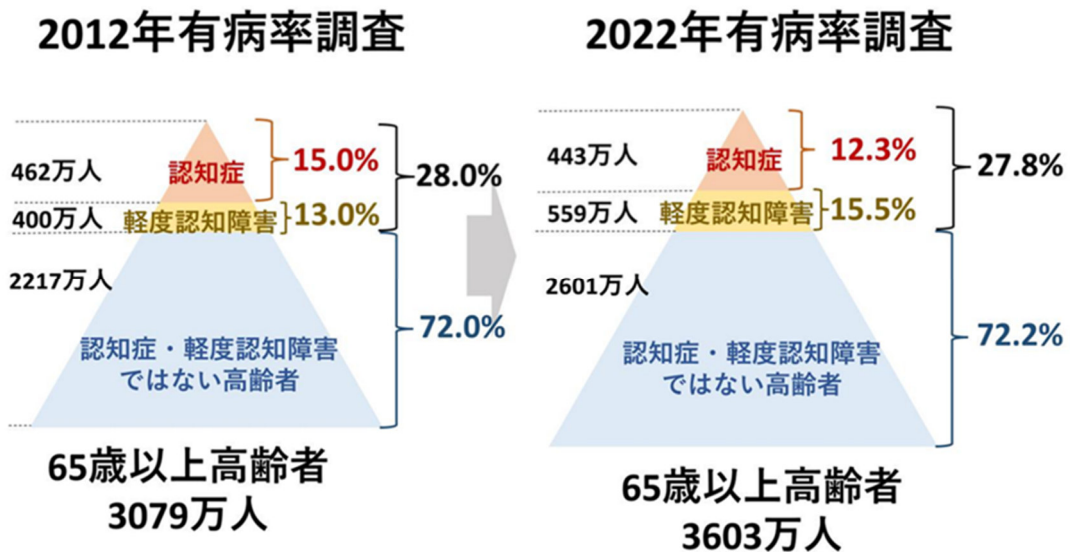 2012年有病率調査
462万人
認知症
15.0%
28.0%
400万人
軽度認知障害
13.0%
2217万人
72.0%
認知症・軽度認知障害
ではない高齢者
65歳以上高齢者
3079万人
2022年有病率調査
443万人
認知症
12.3%
27.8%
559万人
軽度認知障害
15.5%
2601万人
72.2%
認知症・軽度認知障害
ではない高齢者
65歳以上高齢者
3603万人